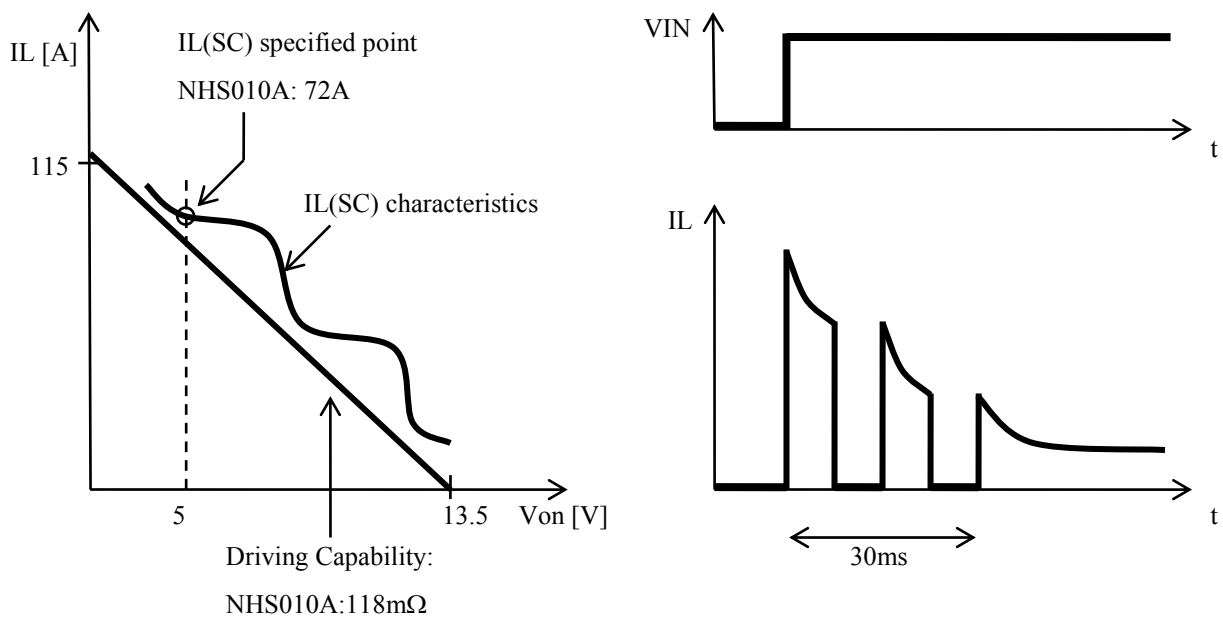 IL [A]
IL(SC) specified point
NHS010A: 72A
115
IL(SC) characteristics
5
13.5
Von [V]
Driving Capability:
NHS010A:118mΩ
VIN
t
IL
t
30ms